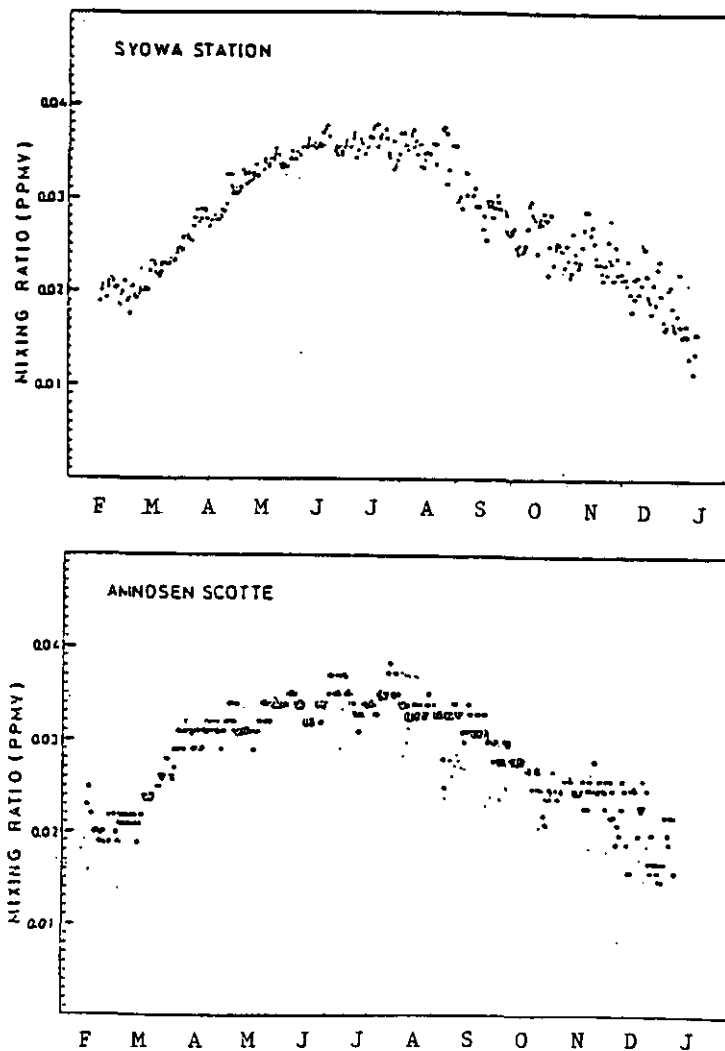 SYOWA STATION
MIXING RATIO (PPMV)
0.04
0.03
0.02
0.01
F M A M J J A S O N D J
AMNOSEN SCOTTE
MIXING RATIO (PPMV)
0.04
0.03
0.02
0.01
F M A M J J A S O N D J